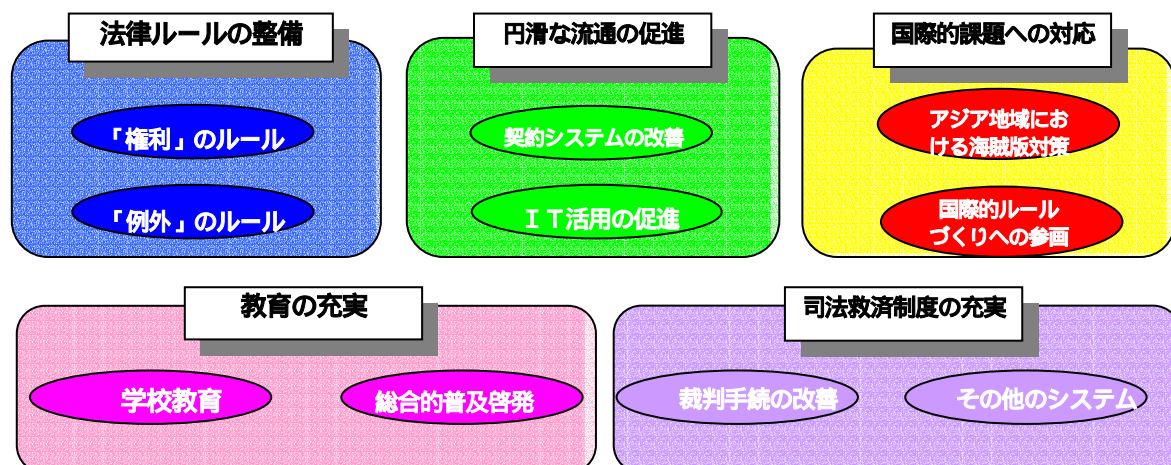 法律ルールの整備
「権利」のルール
「例外」のルール
円滑な流通の促進
契約システムの改善
ＩＴ活用の促進
国際的課題への対応
アジア地域にお
ける海賊版対策
国際的ルール
づくりへの参画
教育の充実
学校教育
総合的普及啓発
司法救済制度の充実
裁判手続の改善
その他のシステム